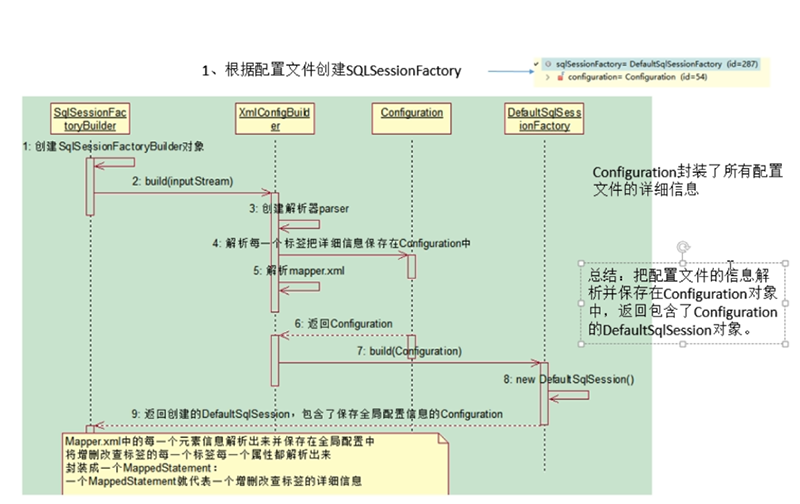 1、根据配置文件创建SQLSessionFactory
sqlSessionFactory= DefaultSqlSessionFactory (id=287)
configuration= Configuration (id=54)
SqlSessionFac
toryBuilder
XmlConfigBuild
er
Configuration
DefaultSqlSess
ionFactory
1: 创建SqlSessionFactoryBuilder对象
2: build(inputStream)
3: 创建解析器parser
4: 解析每一个标签把详细信息保存在Configuration中
5: 解析mapper.xml
6: 返回Configuration
7: build(Configuration)
8: new DefaultSqlSession()
9: 返回创建的DefaultSqlSession，包含了保存全局配置信息的Configuration
Configuration封装了所有配置
文件的详细信息
总结：把配置文件的信息解
析并保存在Configuration对象
中，返回包含了Configuration
的DefaultSqlSession对象。
Mapper.xml中的每一个元素信息解析出来并保存在全局配置中
将增删改查标签的每一个标签每一个属性都解析出来
封装成一个MappedStatement：
一个MappedStatement就代表一个增删改查标签的详细信息